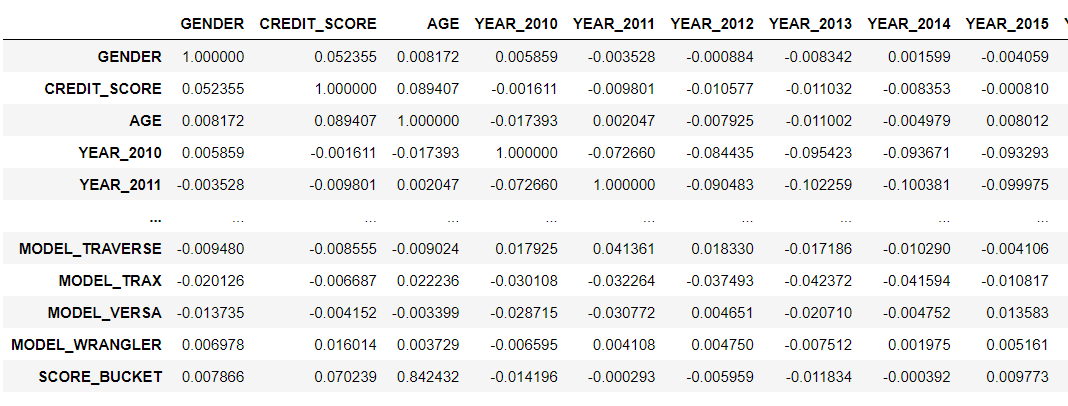 GENDER CREDIT_SCORE AGE YEAR_2010 YEAR_2011 YEAR_2012 YEAR_2013 YEAR_2014 YEAR_2015
GENDER 1.000000 0.052355 0.008172 0.005859 -0.003528 -0.000884 -0.008342 0.001599 -0.004059
CREDIT_SCORE 0.052355 1.000000 0.089407 -0.001611 -0.009801 -0.010577 -0.011032 -0.008353 -0.000810
AGE 0.008172 0.089407 1.000000 -0.017393 0.002047 -0.007925 -0.011002 -0.004979 0.008012
YEAR_2010 0.005859 -0.001611 -0.017393 1.000000 -0.072660 -0.084435 -0.095423 -0.093671 -0.093293
YEAR_2011 -0.003528 -0.009801 0.002047 -0.072660 1.000000 -0.090483 -0.102259 -0.100381 -0.099975
... ... ... ... ... ... ... ... ... ...
MODEL_TRAVERSE -0.009480 -0.008555 -0.009024 0.017925 0.041361 0.018330 -0.017186 -0.010290 -0.004106
MODEL_TRAX -0.020126 -0.006687 0.022236 -0.030108 -0.032264 -0.037493 -0.042372 -0.041594 -0.010817
MODEL_VERSA -0.013735 -0.004152 -0.003399 -0.028715 -0.030772 0.004651 -0.020710 -0.004752 0.013583
MODEL_WRANGLER 0.006978 0.016014 0.003729 -0.006595 0.004108 0.004750 -0.007512 0.001975 0.005161
SCORE_BUCKET 0.007866 0.070239 0.842432 -0.014196 -0.000293 -0.005959 -0.011834 -0.000392 0.009773